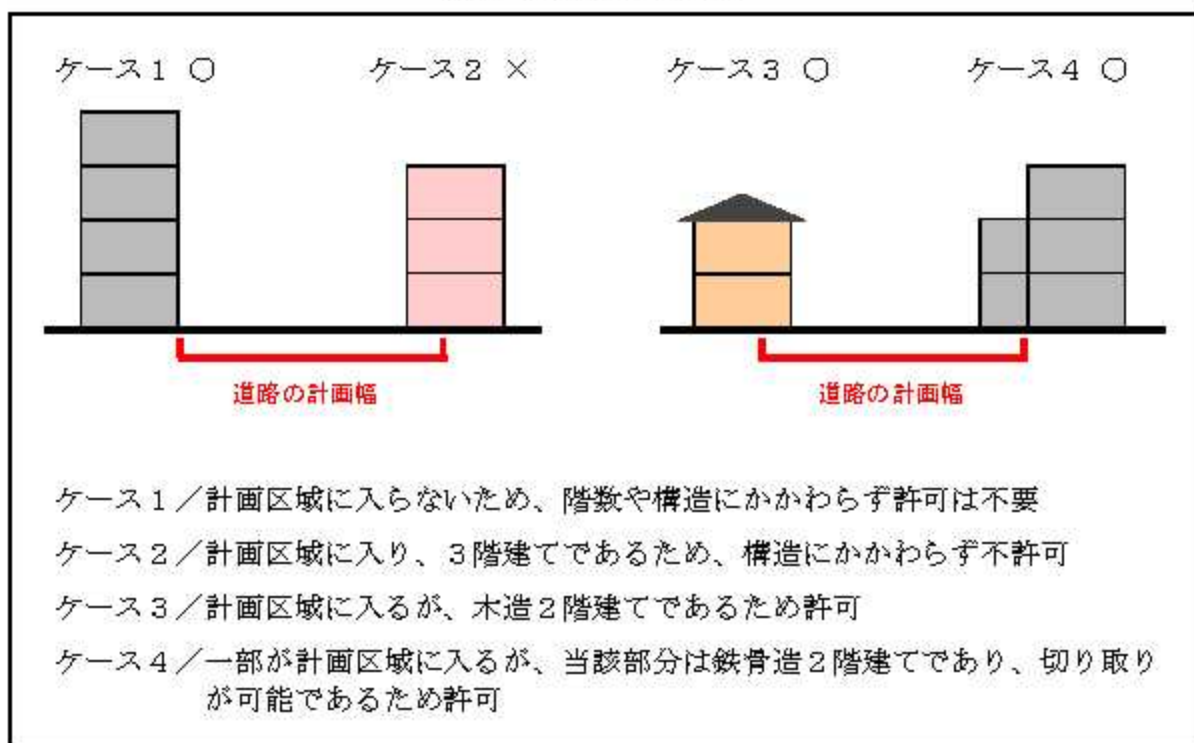 ケース1 ○
ケース2 ×
ケース3 ○
ケース4 ○
道路の計画幅
道路の計画幅
ケース1／計画区域に入らないため、階数や構造にかかわらず許可は不要
ケース2／計画区域に入り、3階建てであるため、構造にかかわらず不許可
ケース3／計画区域に入るが、木造2階建てであるため許可
ケース4／一部が計画区域に入るが、当該部分は鉄骨造2階建てであり、切り取り
が可能であるため許可